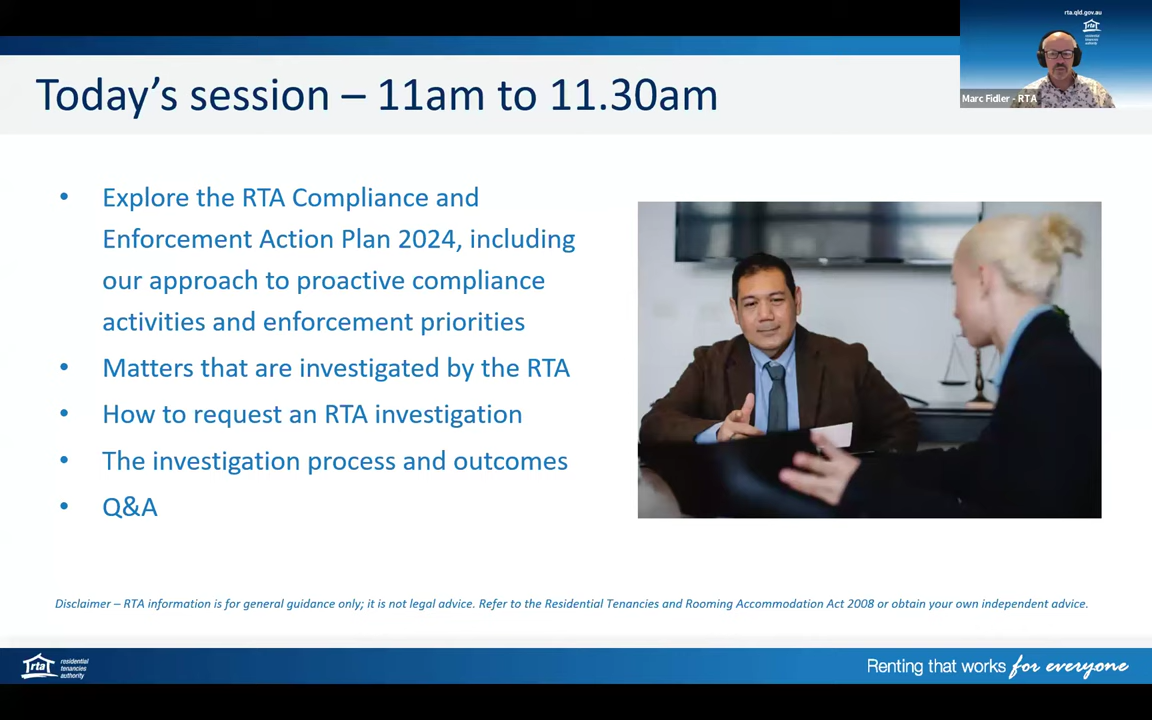 rta.qld.gov.au
rta
residential
tenancies
authority
Marc Fidler - RTA
Today's session – 11am to 11.30am
• Explore the RTA Compliance and
Enforcement Action Plan 2024, including
our approach to proactive compliance
activities and enforcement priorities
• Matters that are investigated by the RTA
• How to request an RTA investigation
• The investigation process and outcomes
• Q&A
Disclaimer – RTA information is for general guidance only; it is not legal advice. Refer to the Residential Tenancies and Rooming Accommodation Act 2008 or obtain your own independent advice.
rta
residential
tenancies
authority
Renting that works for everyone